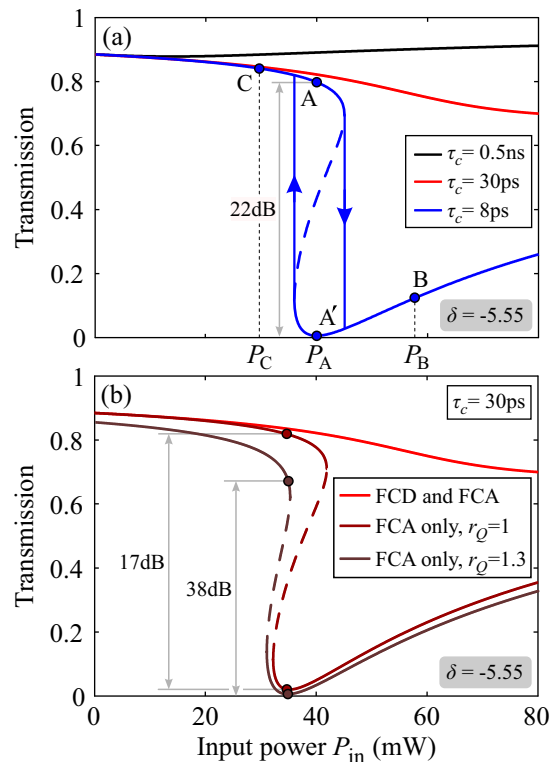 (a)
1
0.8
0.6
0.4
0.2
0
Transmission
C
A
22dB
A′
B
τc= 0.5ns
τc= 30ps
τc= 8ps
δ = -5.55
PC PA PB
(b)
1
0.8
0.6
0.4
0.2
0
Transmission
τc= 30ps
17dB
38dB
FCD and FCA
FCA only, rQ=1
FCA only, rQ=1.3
δ = -5.55
0 20 40 60 80
Input power Pin (mW)